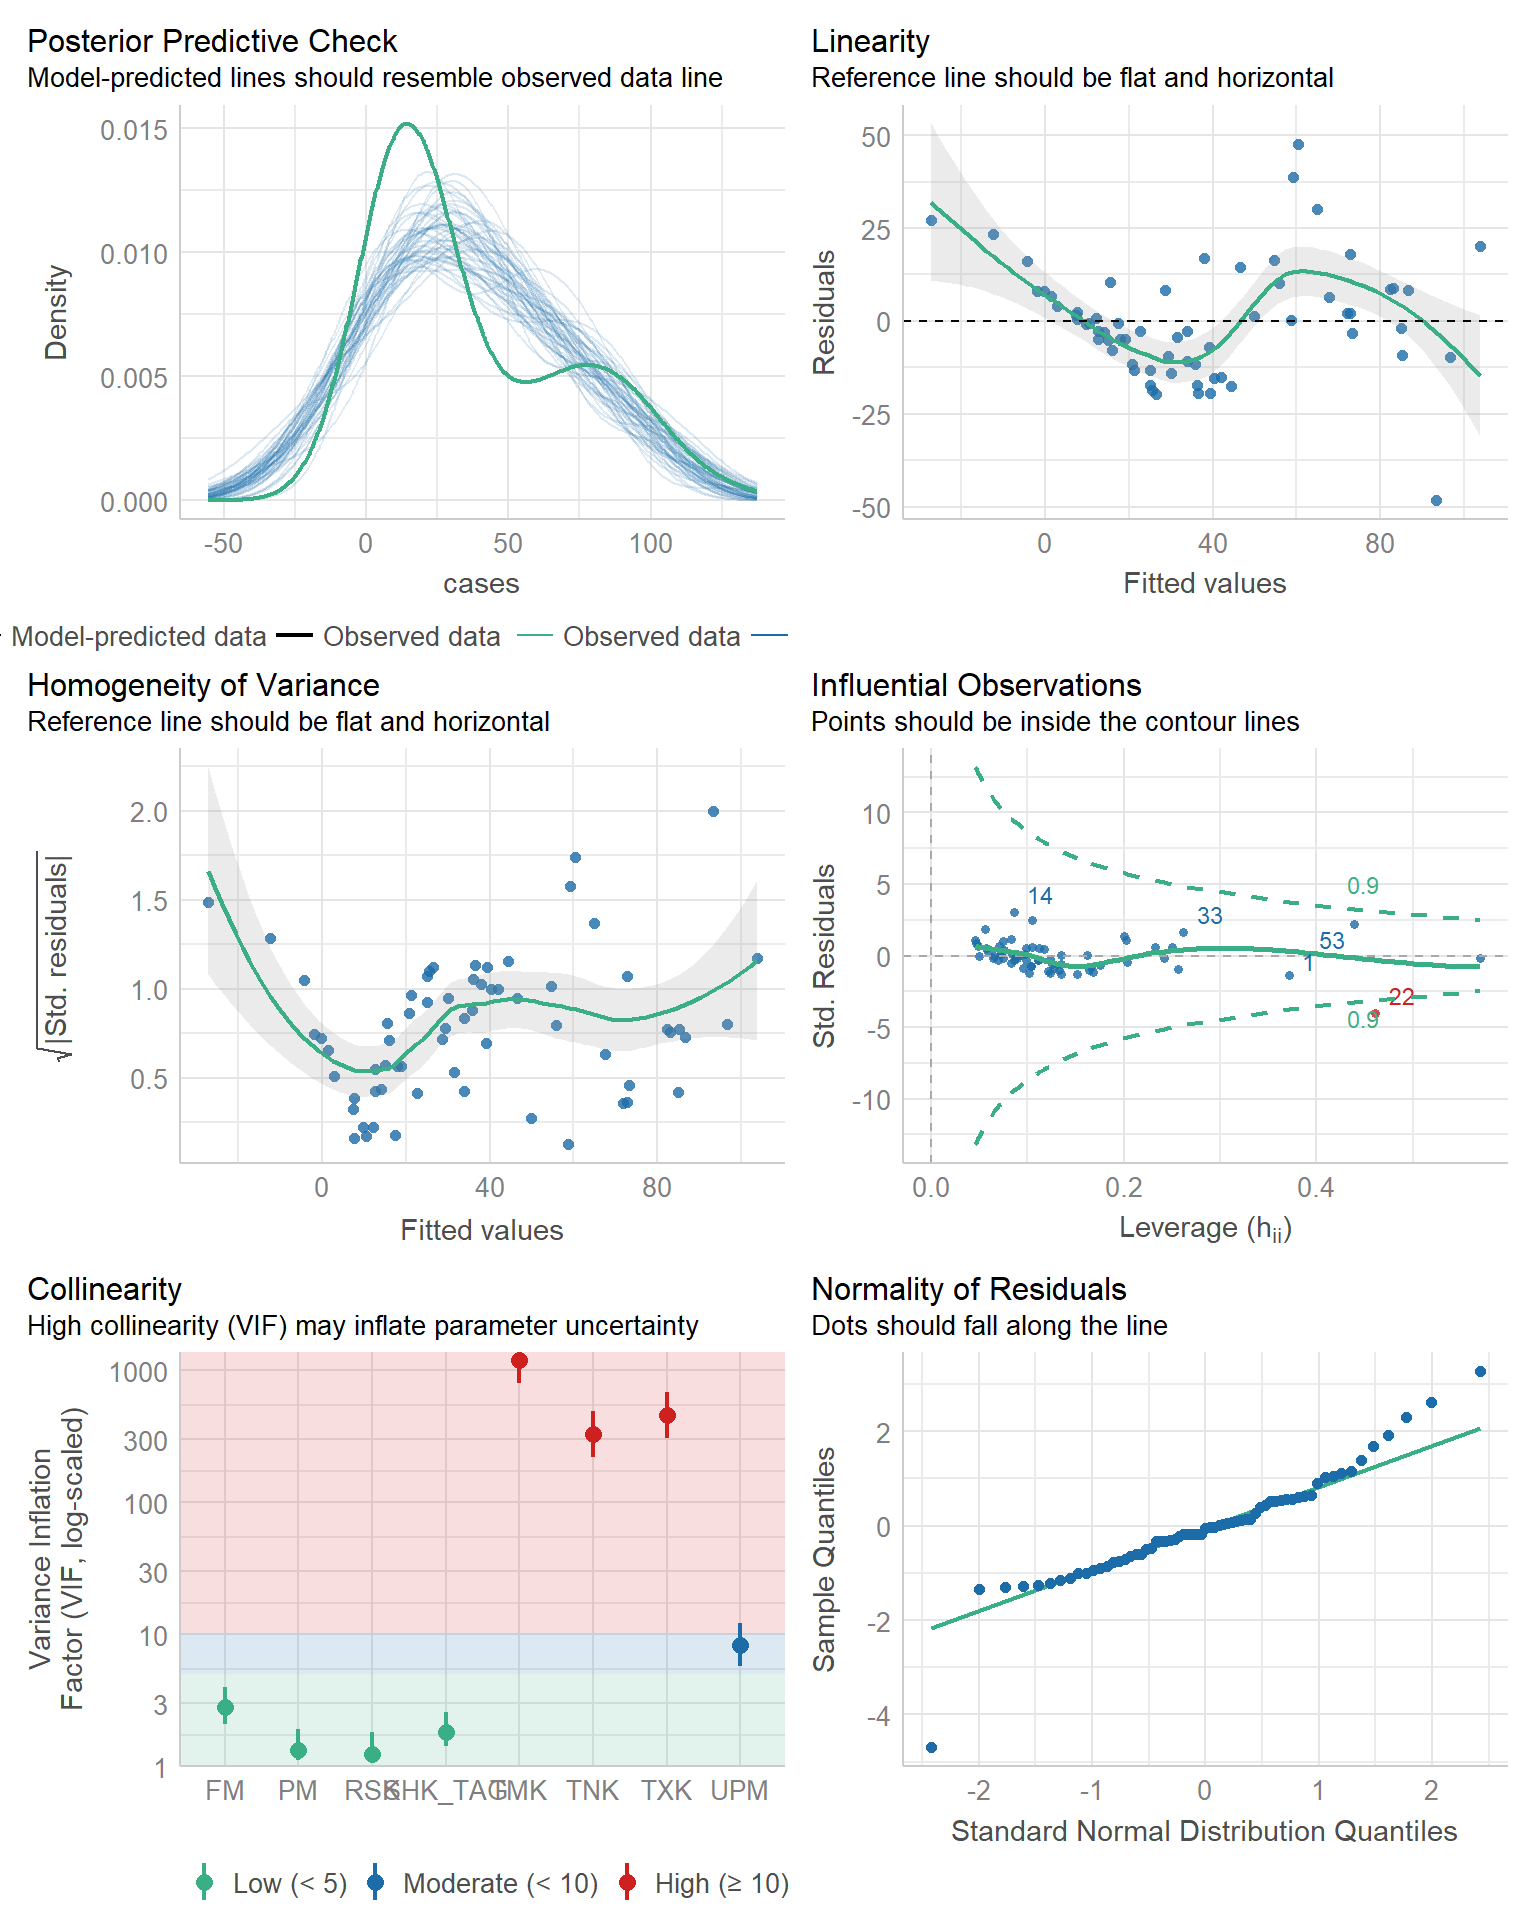 Posterior Predictive Check
Model-predicted lines should resemble observed data line
Density
0.015
0.010
0.005
0.000
-50 0 50 100
cases
Model-predicted data Observed data Observed data
Linearity
Reference line should be flat and horizontal
Residuals
50
25
0
-25
-50
0 40 80
Fitted values
Homogeneity of Variance
Reference line should be flat and horizontal
√|Std. residuals|
2.0
1.5
1.0
0.5
0 40 80
Fitted values
Influential Observations
Points should be inside the contour lines
Std. Residuals
10
5
0
-5
-10
0.9
14
33
53
1
22
0.9
0.0 0.2 0.4
Leverage (hii)
Collinearity
High collinearity (VIF) may inflate parameter uncertainty
Variance Inflation
Factor (VIF, log-scaled)
1000
300
100
30
10
3
1
FM PM RSK SHK_TAG TMK TNK TXK UPM
Low (< 5) Moderate (< 10) High (≥ 10)
Normality of Residuals
Dots should fall along the line
Sample Quantiles
2
0
-2
-4
-2 -1 0 1 2
Standard Normal Distribution Quantiles